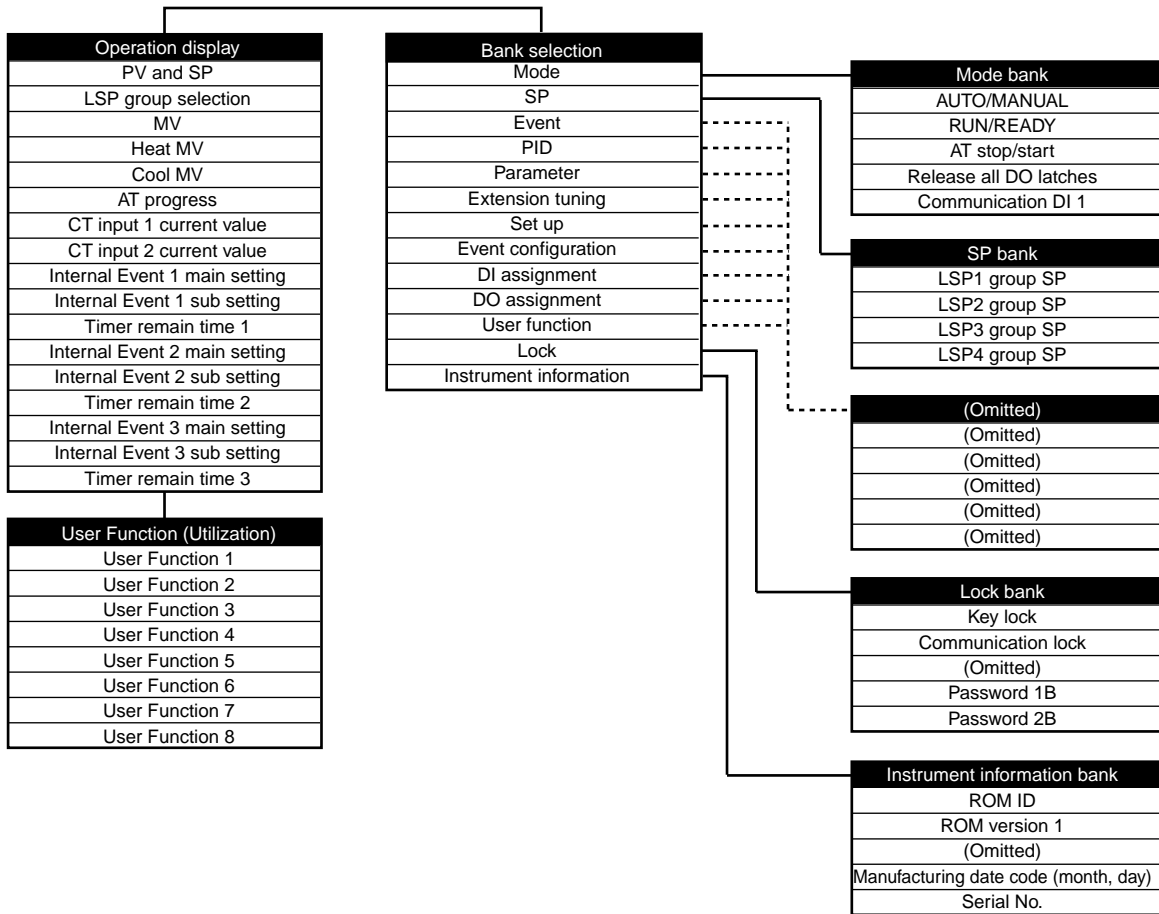 Operation display
PV and SP
LSP group selection
MV
Heat MV
Cool MV
AT progress
CT input 1 current value
CT input 2 current value
Internal Event 1 main setting
Internal Event 1 sub setting
Timer remain time 1
Internal Event 2 main setting
Internal Event 2 sub setting
Timer remain time 2
Internal Event 3 main setting
Internal Event 3 sub setting
Timer remain time 3
User Function (Utilization)
User Function 1
User Function 2
User Function 3
User Function 4
User Function 5
User Function 6
User Function 7
User Function 8
Bank selection
Mode
SP
Event
PID
Parameter
Extension tuning
Set up
Event configuration
DI assignment
DO assignment
User function
Lock
Instrument information
Mode bank
AUTO/MANUAL
RUN/READY
AT stop/start
Release all DO latches
Communication DI 1
SP bank
LSP1 group SP
LSP2 group SP
LSP3 group SP
LSP4 group SP
(Omitted)
(Omitted)
(Omitted)
(Omitted)
(Omitted)
(Omitted)
Lock bank
Key lock
Communication lock
(Omitted)
Password 1B
Password 2B
Instrument information bank
ROM ID
ROM version 1
(Omitted)
Manufacturing date code (month, day)
Serial No.